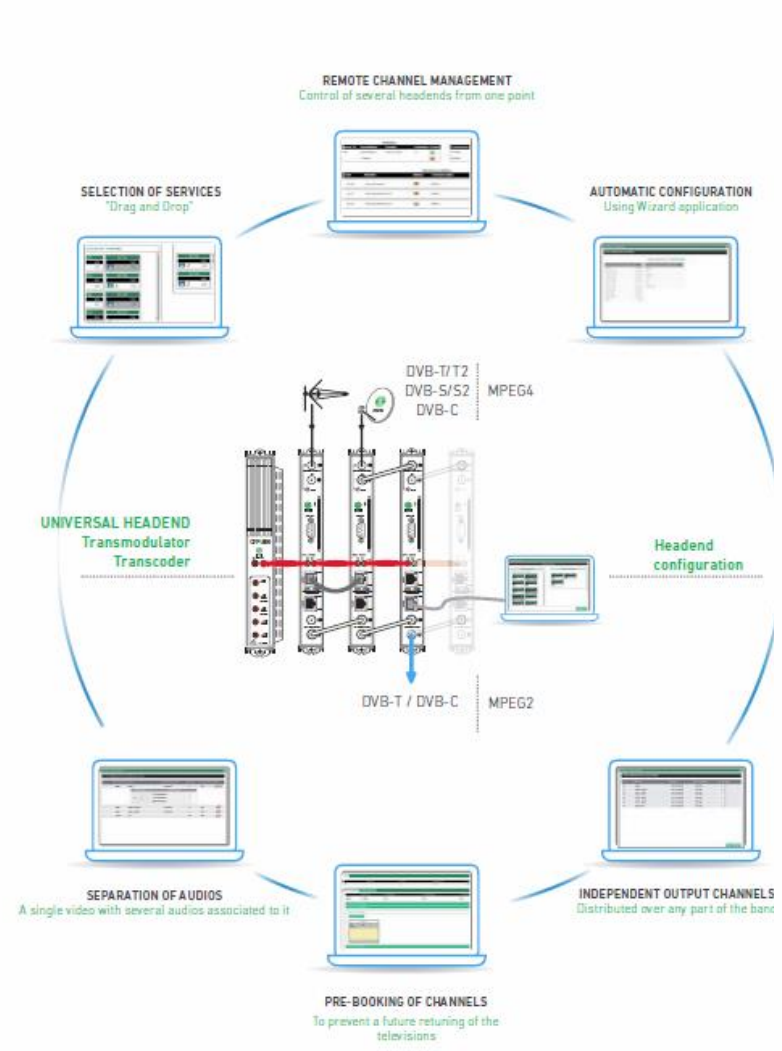 REMOTE CHANNEL MANAGEMENT
Control of several headends from one point
SELECTION OF SERVICES
"Drag and Drop"
AUTOMATIC CONFIGURATION
Using Wizard application
DVB-T/T2
DVB-S/S2
DVB-C
MPEG4
UNIVERSAL HEADEND
Transmodulator
Transcoder
Headend
configuration
DVB-T / DVB-C
MPEG2
SEPARATION OF AUDIOS
A single video with several audios associated to it
INDEPENDENT OUTPUT CHANNELS
Distributed over any part of the band
PRE-BOOKING OF CHANNELS
To prevent a future retuning of the
televisions